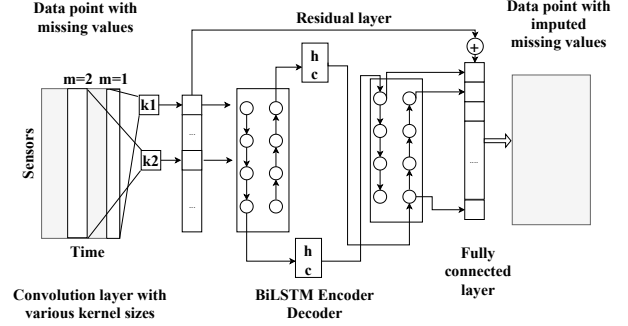 Data point with
missing values
Residual layer
Data point with
imputed
missing values
m=2 m=1
k1
k2
...
...
h
c
h
c
+
....
Sensors
Time
Convolution layer with
various kernel sizes
BiLSTM Encoder
Decoder
Fully
connected
layer